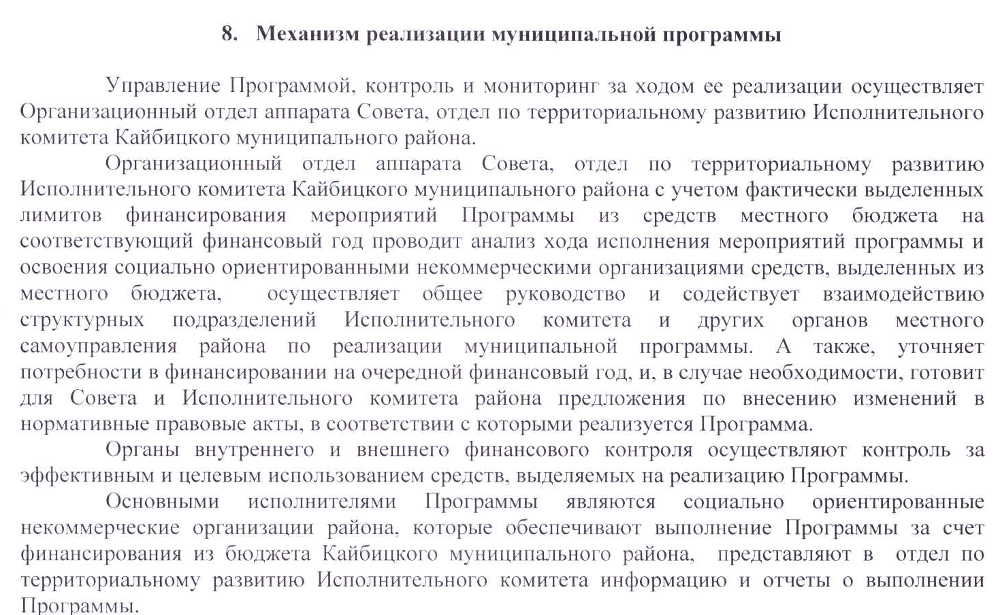 8. Механизм реализации муниципальной программы
Управление Программой, контроль и мониторинг за ходом ее реализации осуществляет
Организационный отдел аппарата Совета, отдел по территориальному развитию Исполнительного
комитета Кайбицкого муниципального района.
Организационный отдел аппарата Совета, отдел по территориальному развитию
Исполнительного комитета Кайбицкого муниципального района с учетом фактически выделенных
лимитов финансирования мероприятий Программы из средств местного бюджета на
соответствующий финансовый год проводит анализ хода исполнения мероприятий программы и
освоения социально ориентированными некоммерческими организациями средств, выделенных из
местного бюджета, осуществляет общее руководство и содействует взаимодействию
структурных подразделений Исполнительного комитета и других органов местного
самоуправления района по реализации муниципальной программы. А также, уточняет
потребности в финансировании на очередной финансовый год, и, в случае необходимости, готовит
для Совета и Исполнительного комитета района предложения по внесению изменений в
нормативные правовые акты, в соответствии с которыми реализуется Программа.
Органы внутреннего и внешнего финансового контроля осуществляют контроль за
эффективным и целевым использованием средств, выделяемых на реализацию Программы.
Основными исполнителями Программы являются социально ориентированные
некоммерческие организации района, которые обеспечивают выполнение Программы за счет
финансирования из бюджета Кайбицкого муниципального района, представляют в отдел по
территориальному развитию Исполнительного комитета информацию и отчеты о выполнении
Программы.